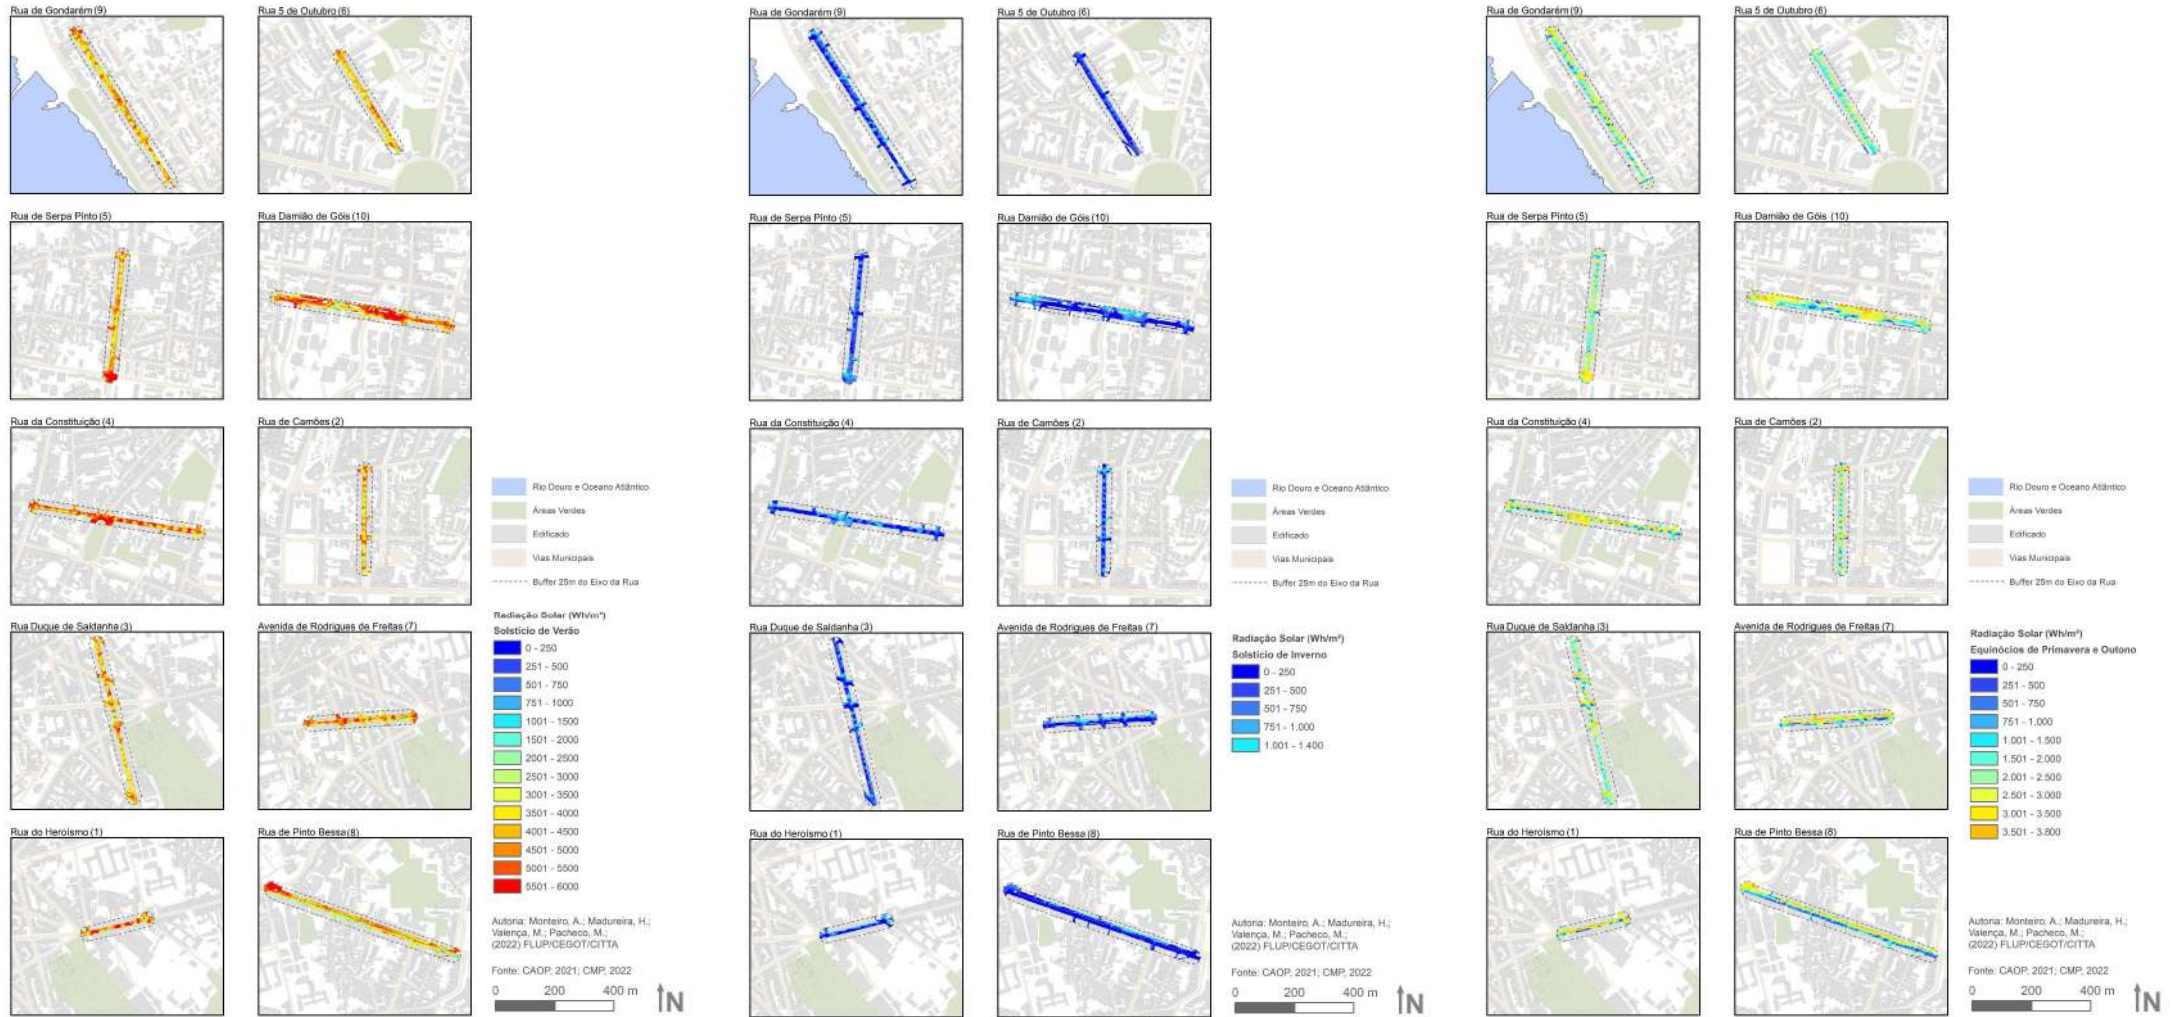 Rua de Gondarém (9)
Rua 5 de Outubro (6)
Rua de Serpa Pinto (5)
Rua Damião de Góis (10)
Rua da Constituição (4)
Rua de Camões (2)
Rua Duque de Saldanha (3)
Avenida de Rodrigues de Freitas (7)
Rua do Heroísmo (1)
Rua de Pinto Bessa (8)
Rio Douro e Oceano Atlântico
Áreas Verdes
Edificado
Vias Municipais
Buffer 25m do Eixo da Rua
Radiação Solar (Wh/m²)
Solstício de Verão
0 - 250
251 - 500
501 - 750
751 - 1000
1001 - 1500
1501 - 2000
2001 - 2500
2501 - 3000
3001 - 3500
3501 - 4000
4001 - 4500
4501 - 5000
5001 - 5500
5501 - 6000
Autoria: Monteiro, A.; Madureira, H.;
Valença, M.; Pacheco, M.;
(2022) FLUP/CEGOT/CITTA
Fonte: CAOP, 2021; CMP, 2022
0 200 400 m
N
Rua de Gondarém (9)
Rua 5 de Outubro (6)
Rua de Serpa Pinto (5)
Rua Damião de Góis (10)
Rua da Constituição (4)
Rua de Camões (2)
Rua Duque de Saldanha (3)
Avenida de Rodrigues de Freitas (7)
Rua do Heroísmo (1)
Rua de Pinto Bessa (8)
Rio Douro e Oceano Atlântico
Áreas Verdes
Edificado
Vias Municipais
Buffer 25m do Eixo da Rua
Radiação Solar (Wh/m²)
Solstício de Inverno
0 - 250
251 - 500
501 - 750
751 - 1.000
1.001 - 1.400
Autoria: Monteiro, A.; Madureira, H.;
Valença, M.; Pacheco, M.;
(2022) FLUP/CEGOT/CITTA
Fonte: CAOP, 2021; CMP, 2022
0 200 400 m
N
Rua de Gondarém (9)
Rua 5 de Outubro (6)
Rua de Serpa Pinto (5)
Rua Damião de Góis (10)
Rua da Constituição (4)
Rua de Camões (2)
Rua Duque de Saldanha (3)
Avenida de Rodrigues de Freitas (7)
Rua do Heroísmo (1)
Rua de Pinto Bessa (8)
Rio Douro e Oceano Atlântico
Áreas Verdes
Edificado
Vias Municipais
Buffer 25m do Eixo da Rua
Radiação Solar (Wh/m²)
Equinócios de Primavera e Outono
0 - 250
251 - 500
501 - 750
751 - 1.000
1.001 - 1.500
1.501 - 2.000
2.001 - 2.500
2.501 - 3.000
3.001 - 3.500
3.501 - 3.800
Autoria: Monteiro, A.; Madureira, H.;
Valença, M.; Pacheco, M.;
(2022) FLUP/CEGOT/CITTA
Fonte: CAOP, 2021; CMP, 2022
0 200 400 m
N